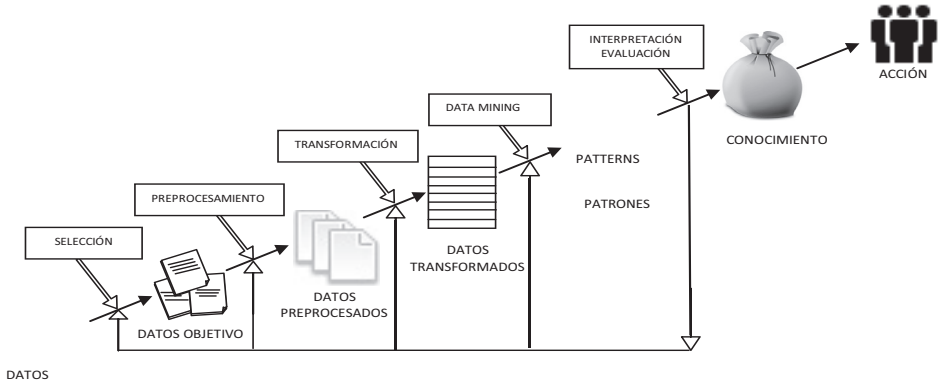 DATOS
SELECCIÓN
DATOS OBJETIVO
PREPROCESAMIENTO
DATOS
PREPROCESADOS
TRANSFORMACIÓN
DATOS
TRANSFORMADOS
DATA MINING
PATTERNS
PATRONES
INTERPRETACIÓN
EVALUACIÓN
CONOCIMIENTO
ACCIÓN